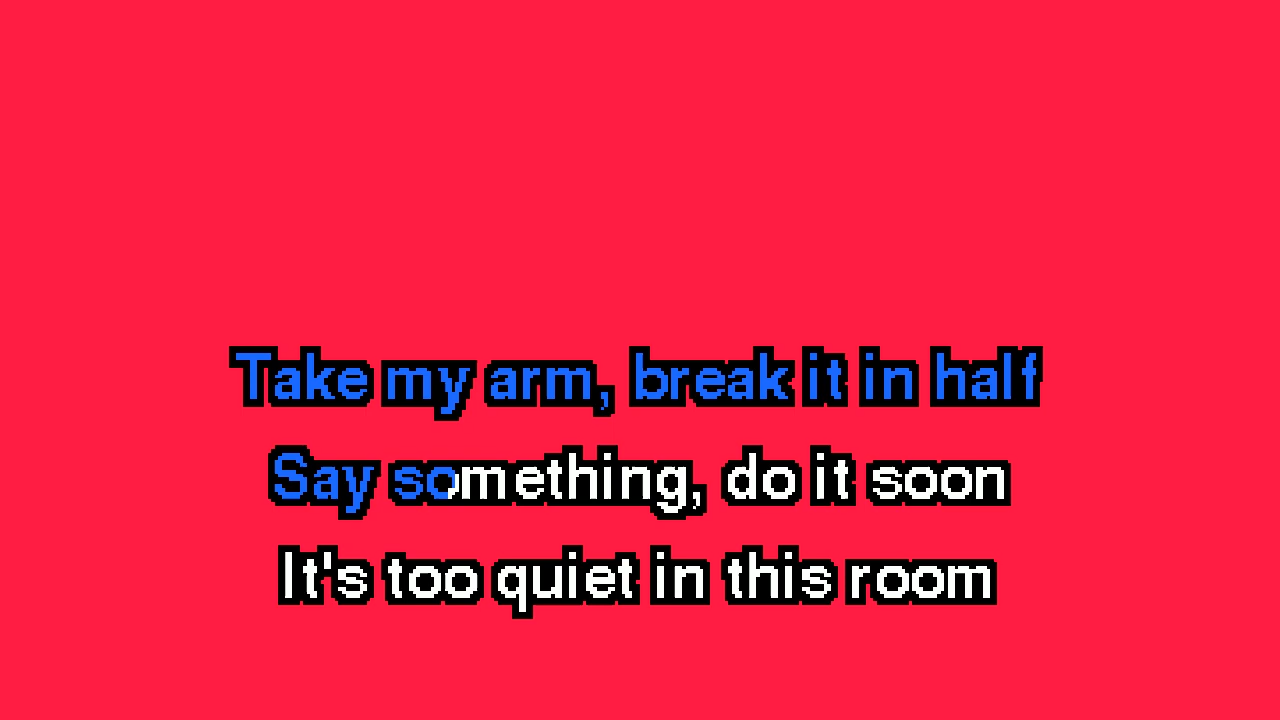 Take my arm, break it in half
Say something, do it soon
It's too quiet in this room